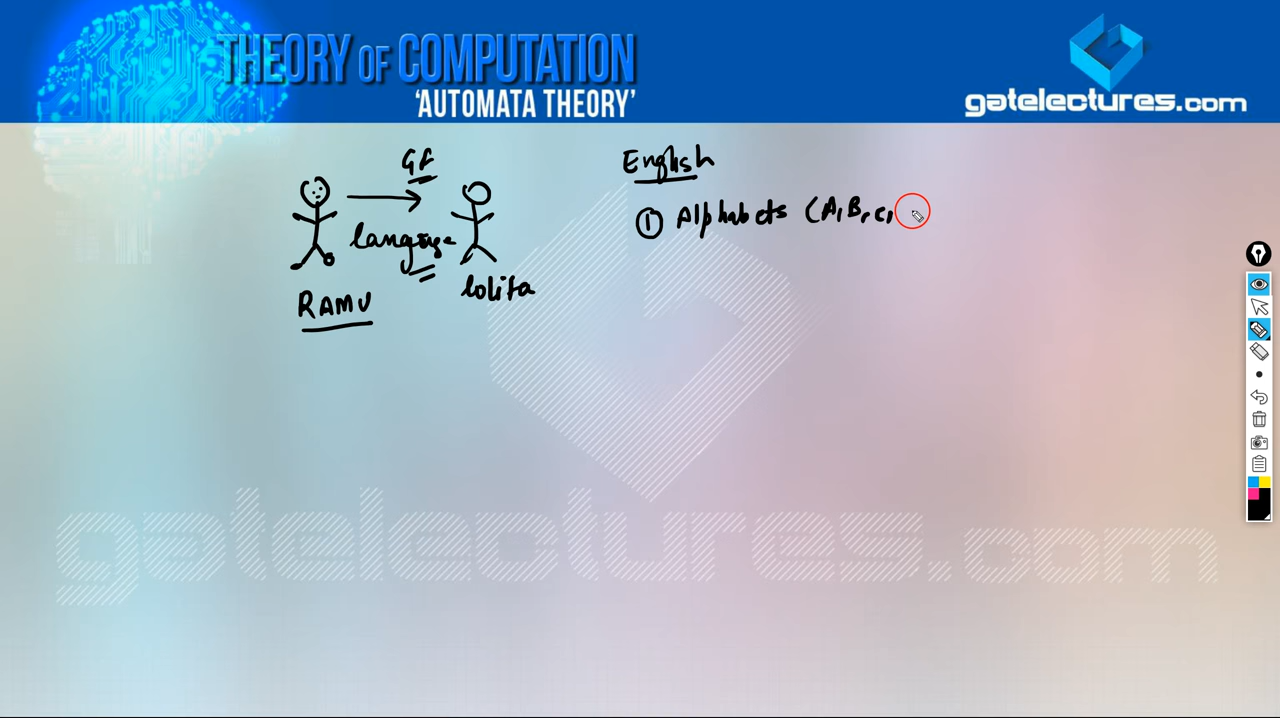 THEORY OF COMPUTATION
'AUTOMATA THEORY'
gatelectures.com
GF
language
RAMU
lolita
English
① Alphabets (A, B, C,
gatelectures.com